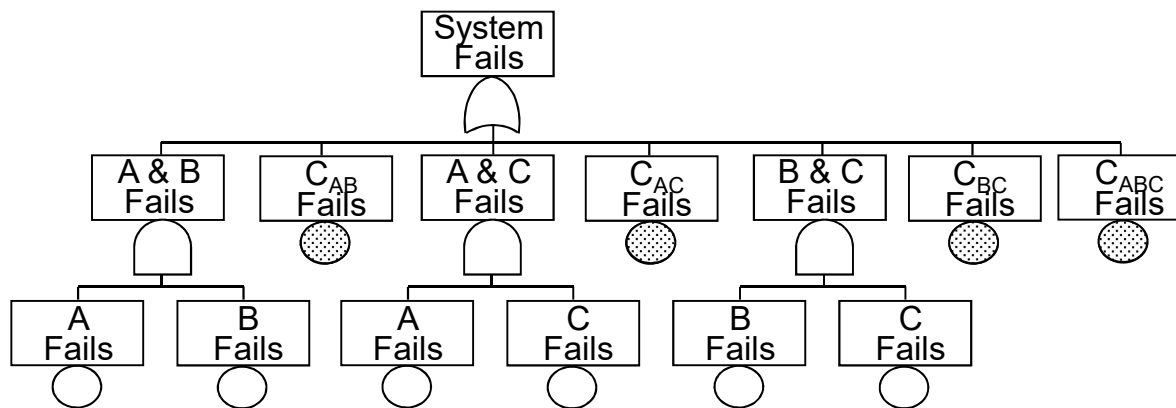 System
Fails
A & B
Fails
C_AB
Fails
A & C
Fails
C_AC
Fails
B & C
Fails
C_BC
Fails
C_ABC
Fails
A
Fails
B
Fails
A
Fails
C
Fails
B
Fails
C
Fails